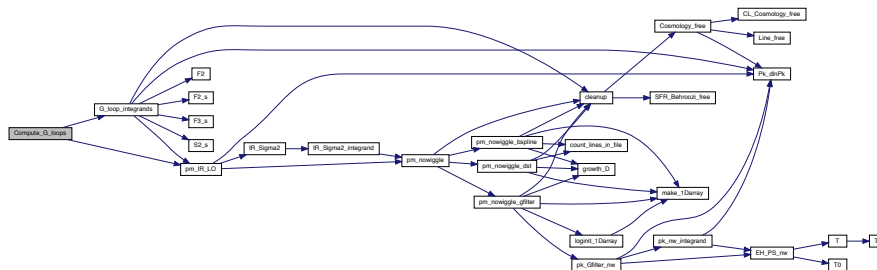 Compute_G_loops
G_loop_integrands
F2
F2_s
F3_s
S2_s
pm_IR_LO
IR_Sigma2
IR_Sigma2_integrand
pm_nowiggle
pm_nowiggle_bspline
pm_nowiggle_dst
pm_nowiggle_gfilter
cleanup
count_lines_in_file
growth_D
loginit_1Darray
pk_Gfilter_nw
Cosmology_free
SFR_Behroozi_free
make_1Darray
pk_nw_integrand
CL_Cosmology_free
Line_free
Pk_dlnPk
EH_PS_nw
T
T0
T